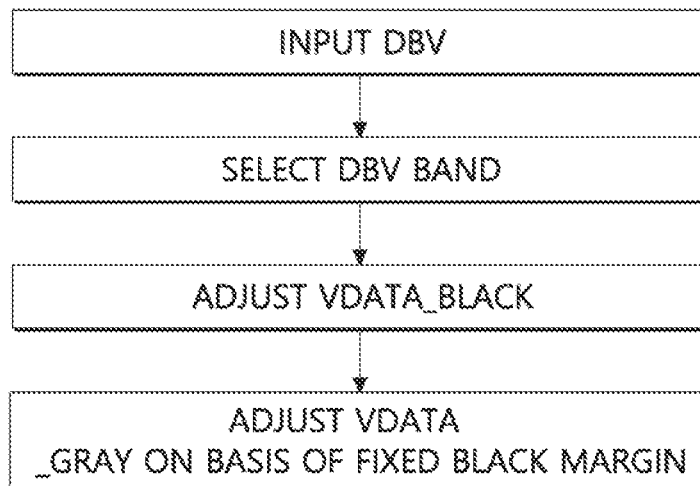 INPUT DBV
SELECT DBV BAND
ADJUST VDATA_BLACK
ADJUST VDATA
_GRAY ON BASIS OF FIXED BLACK MARGIN